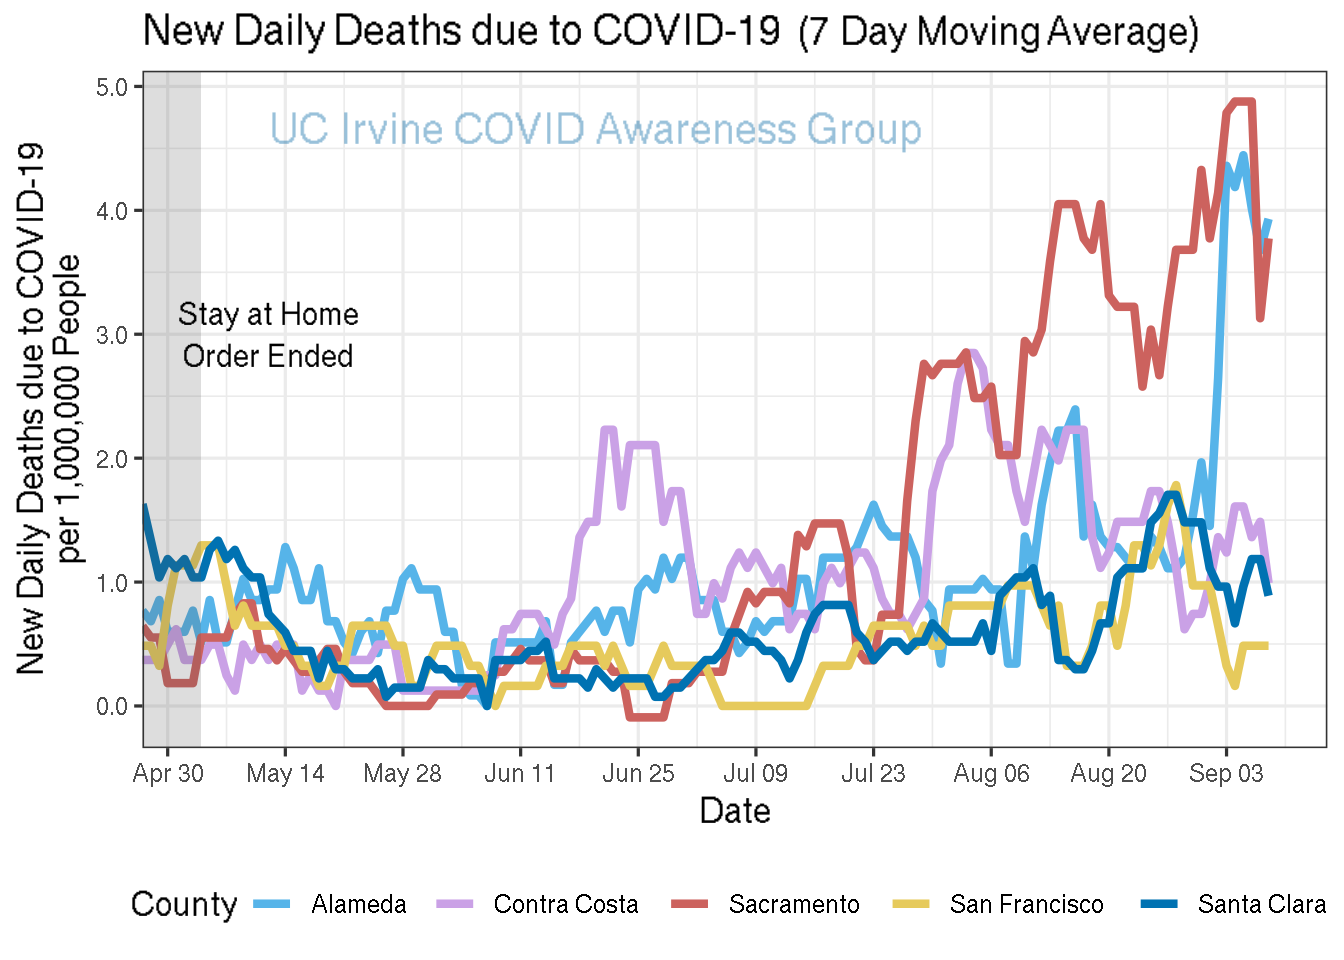 New Daily Deaths due to COVID-19 (7 Day Moving Average)
UC Irvine COVID Awareness Group
New Daily Deaths due to COVID-19
per 1,000,000 People
5.0
4.0
3.0
2.0
1.0
0.0
Stay at Home
Order Ended
Apr 30 May 14 May 28 Jun 11 Jun 25 Jul 09 Jul 23 Aug 06 Aug 20 Sep 03
Date
County Alameda Contra Costa Sacramento San Francisco Santa Clara